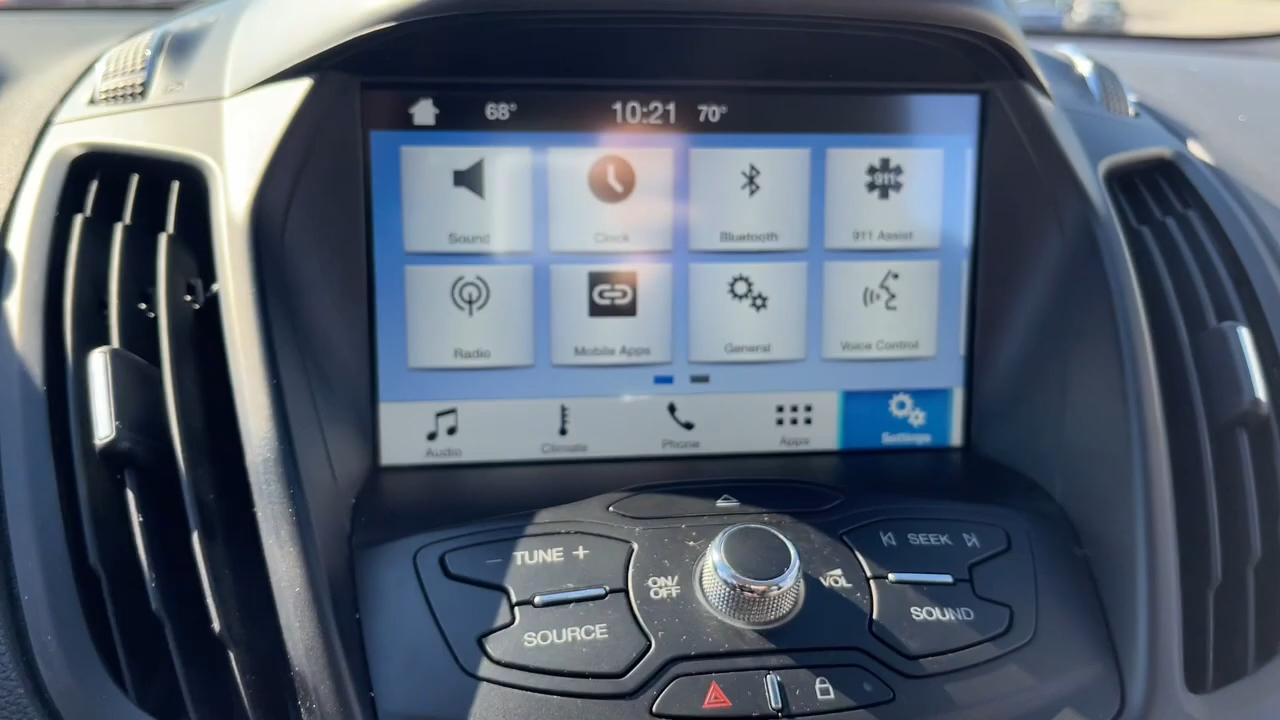 68° 10:21 70°
Sound Clock Bluetooth 911 Assist
911
Radio Mobile Apps General Voice Control
Audio Climate Phone Apps Settings
- TUNE +
ON/
OFF
VOL
SEEK
SOURCE
SOUND